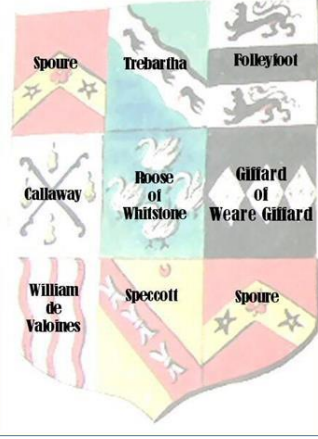 Spoure
Trebartha
Folleyfoot
Callaway
Roose
of
Whitstone
Giffard
of
Weare Giffard
William
de
Valoines
Speccott
Spoure